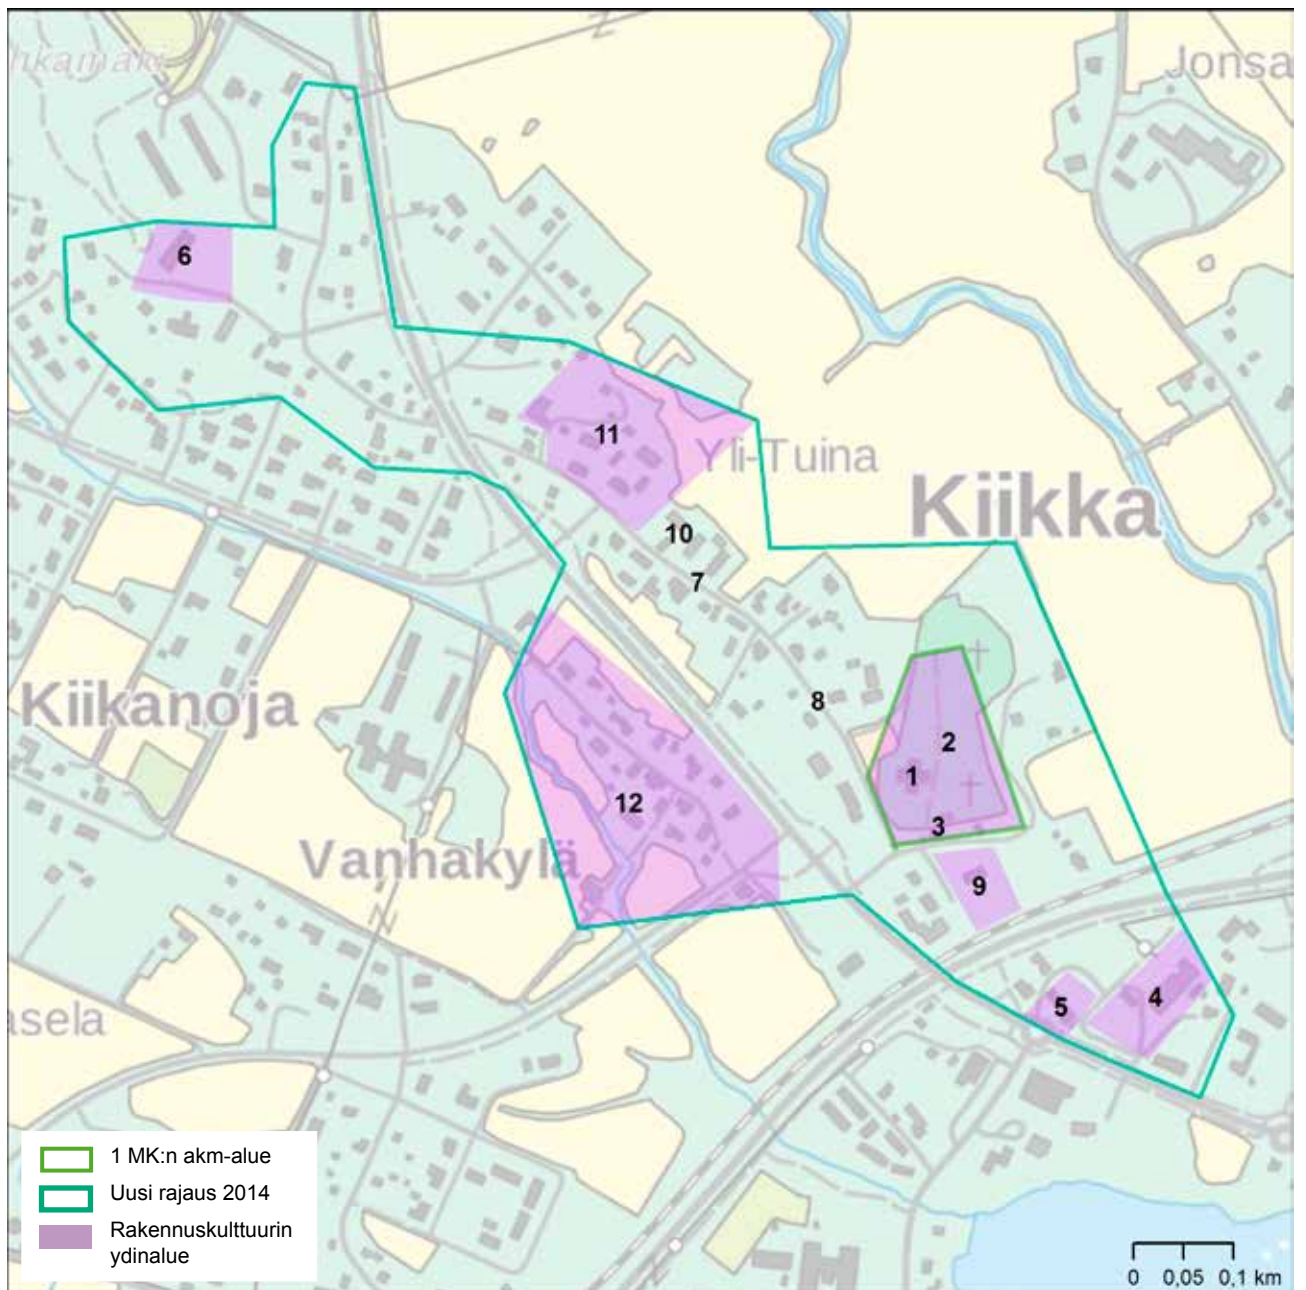 Jonsa
6
11
Yli-Tuina
Kiikka
10
7
Kiikanoja
8
2
1
12
3
Vanhakylä
9
4
5
asela
1 MK:n akm-alue
Uusi rajaus 2014
Rakennuskulttuurin
ydinalue
0 0,05 0,1 km